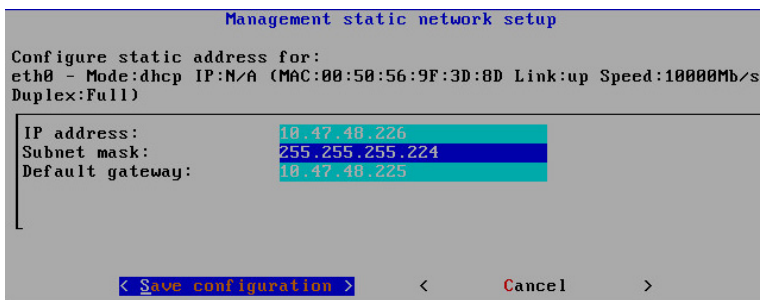 Management static network setup
Configure static address for:
eth0 - Mode:dhcp IP:N/A (MAC:00:50:56:9F:3D:8D Link:up Speed:10000Mb/s
Duplex:Full)
IP address: 10.47.48.226
Subnet mask: 255.255.255.224
Default gateway: 10.47.48.225
< Save configuration > < Cancel >